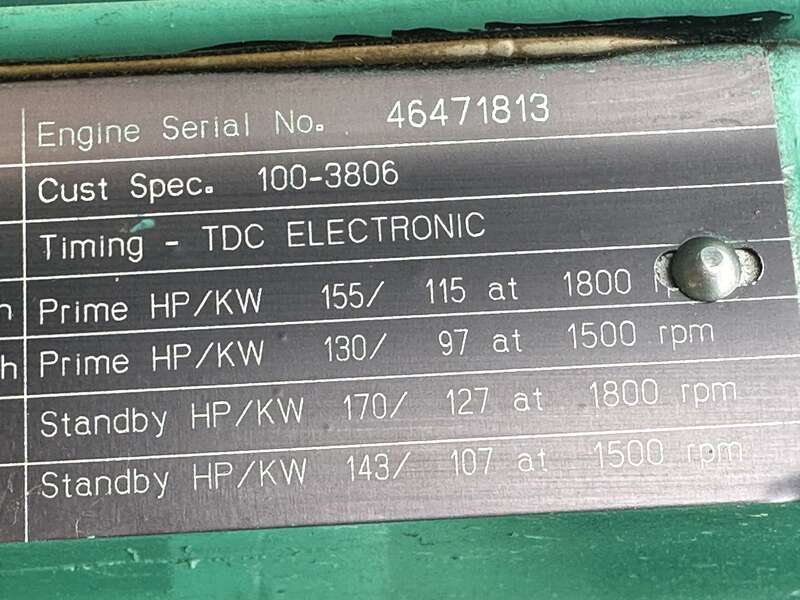 Engine Serial No. 46471813
Cust Spec. 100-3806
Timing - TDC ELECTRONIC
Prime HP/KW 155/ 115 at 1800
h Prime HP/KW 130/ 97 at 1500 rpm
Standby HP/KW 170/ 127 at 1800 rpm
Standby HP/KW 143/ 107 at 1500 rpm